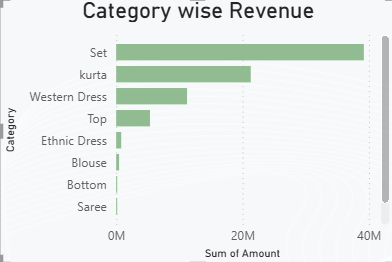 Category wise Revenue
Category
Set
kurta
Western Dress
Top
Ethnic Dress
Blouse
Bottom
Saree
0M 20M 40M
Sum of Amount